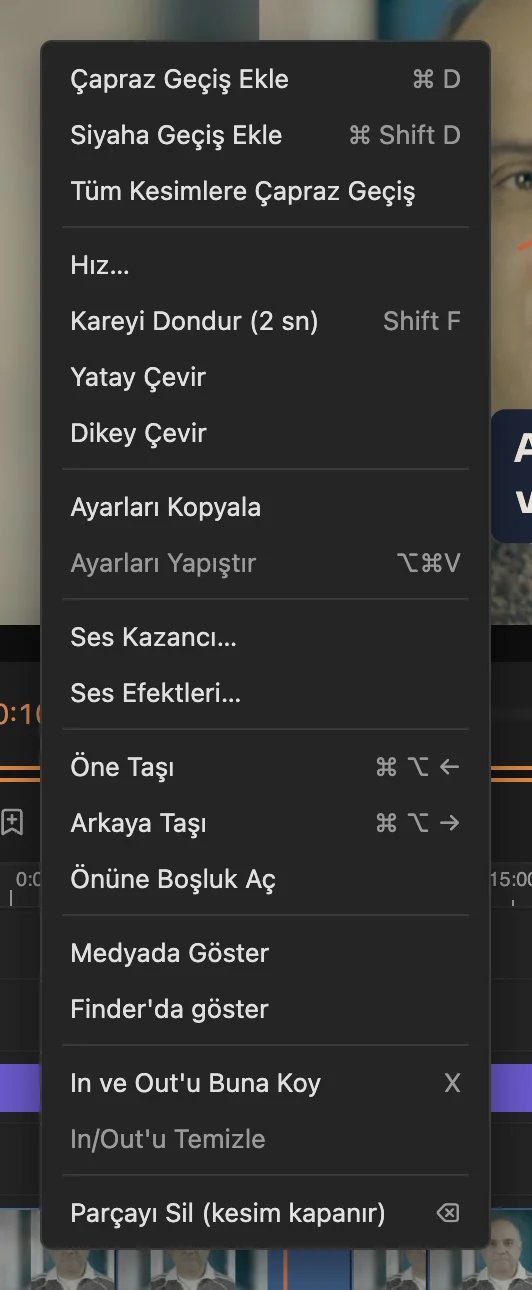 Çapraz Geçiş Ekle ⌘ D
Siyaha Geçiş Ekle ⌘ Shift D
Tüm Kesimlere Çapraz Geçiş
Hız...
Kareyi Dondur (2 sn) Shift F
Yatay Çevir
Dikey Çevir
Ayarları Kopyala
Ayarları Yapıştır ⌥⌘V
Ses Kazancı...
Ses Efektleri...
Öne Taşı ⌘ ⌥ ←
Arkaya Taşı ⌘ ⌥ →
Önüne Boşluk Aç
Medyada Göster
Finder'da göster
In ve Out'u Buna Koy X
In/Out'u Temizle
Parçayı Sil (kesim kapanır) ⌫